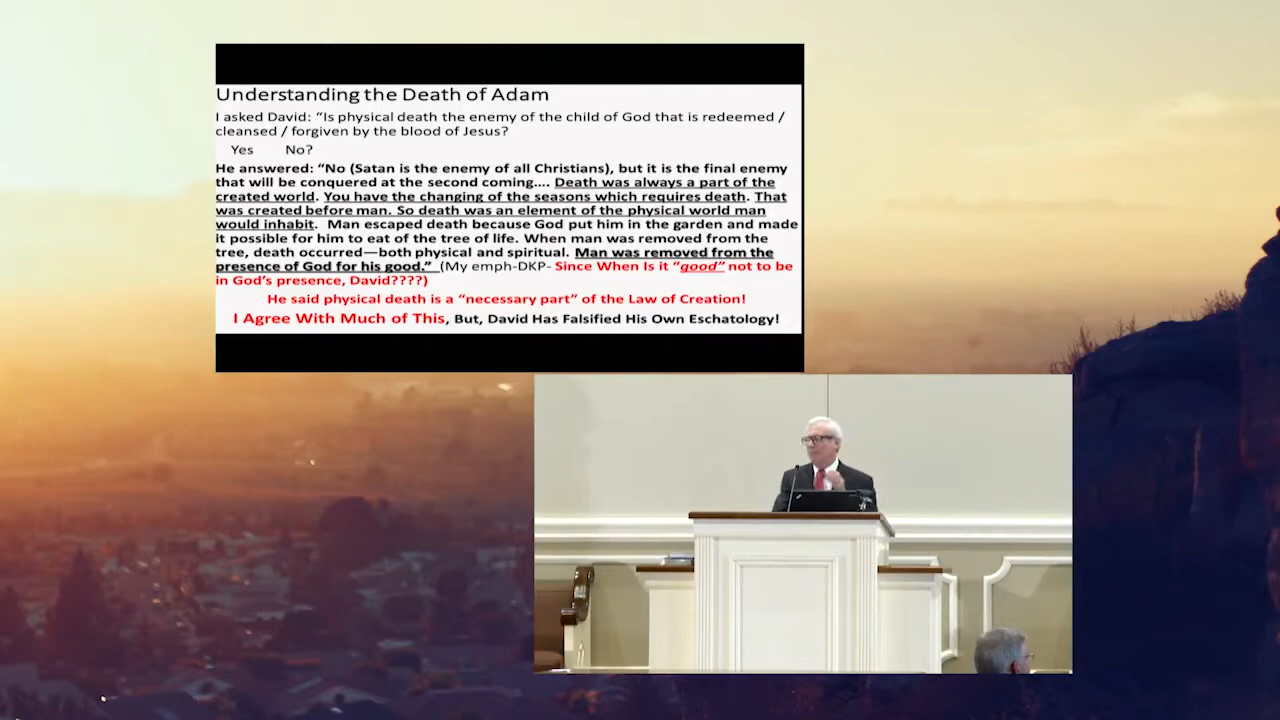 Understanding the Death of Adam
I asked David: “Is physical death the enemy of the child of God that is redeemed /
cleansed / forgiven by the blood of Jesus?
Yes No?
He answered: “No (Satan is the enemy of all Christians), but it is the final enemy
that will be conquered at the second coming.... Death was always a part of the
created world. You have the changing of the seasons which requires death. That
was created before man. So death was an element of the physical world man
would inhabit. Man escaped death because God put him in the garden and made
it possible for him to eat of the tree of life. When man was removed from the
tree, death occurred—both physical and spiritual. Man was removed from the
presence of God for his good.” (My emph-DKP- Since When Is it “good” not to be
in God’s presence, David????)
He said physical death is a “necessary part” of the Law of Creation!
I Agree With Much of This, But, David Has Falsified His Own Eschatology!